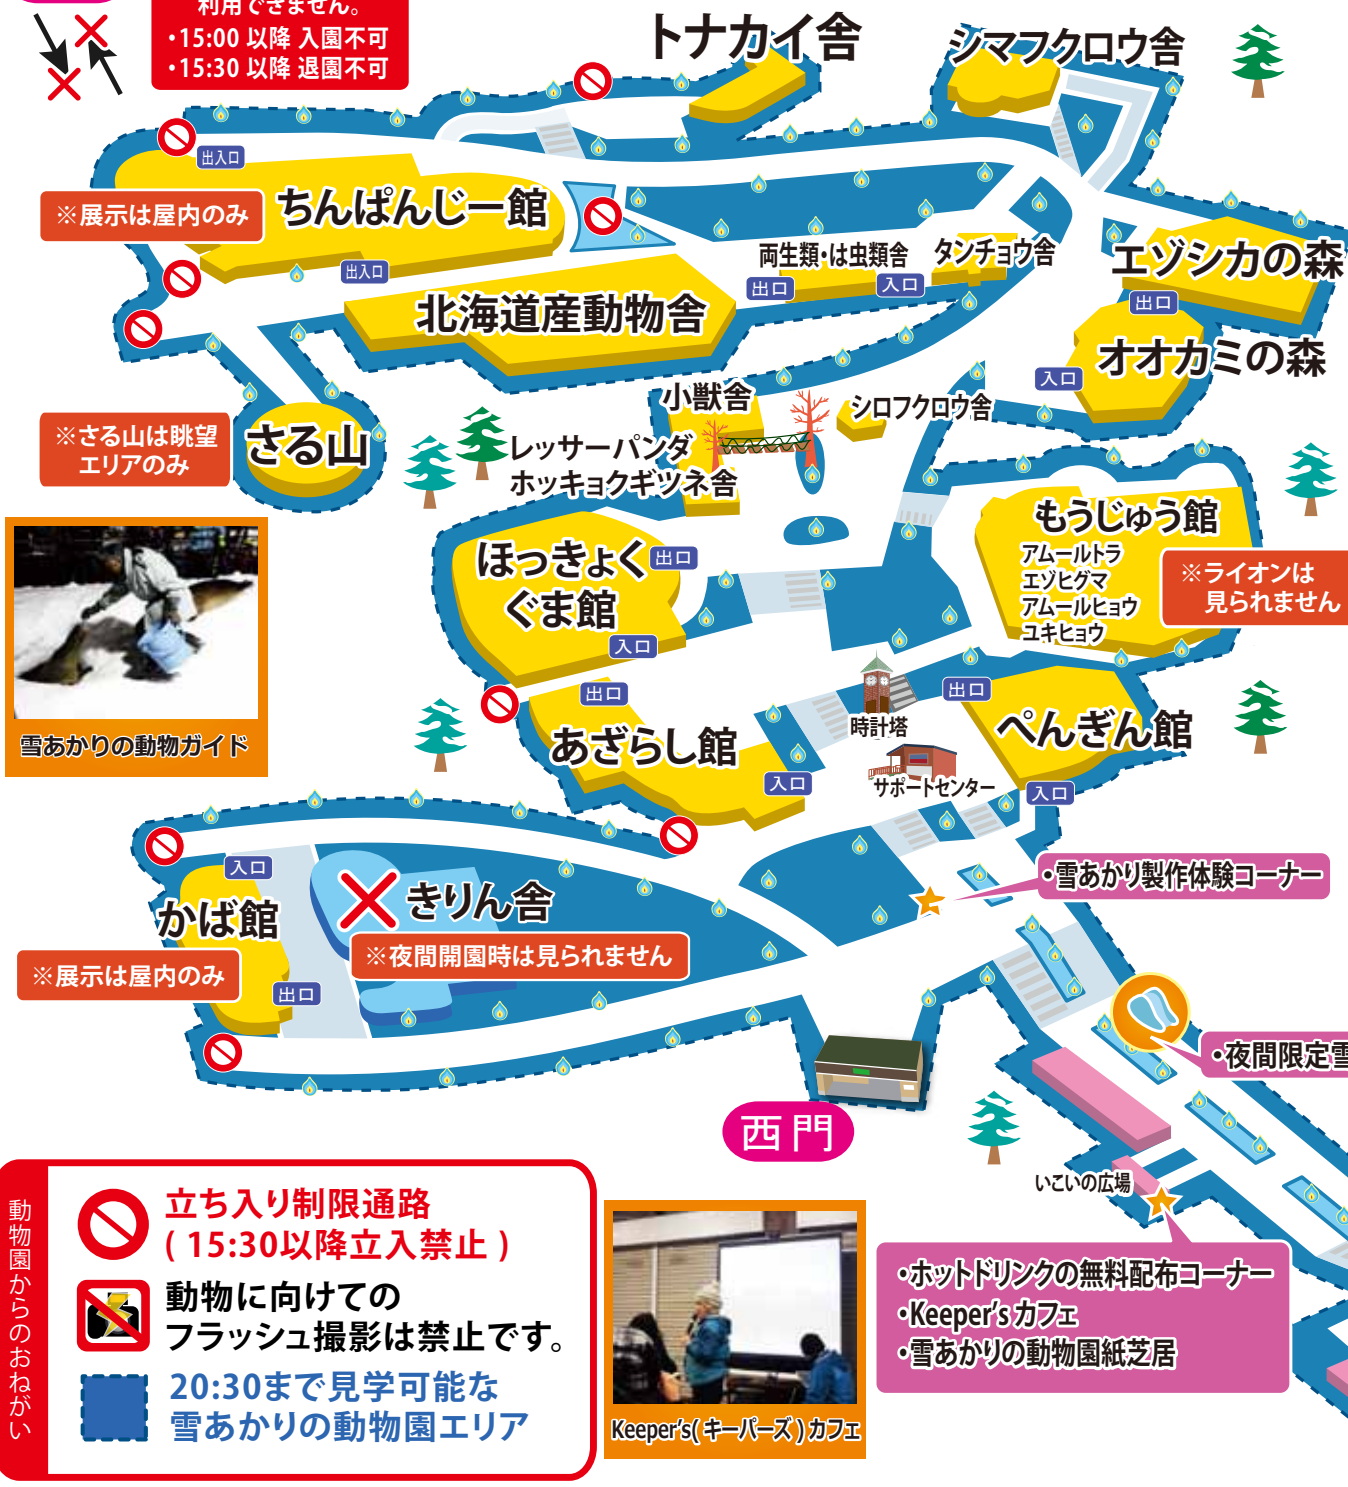 利用できません。
・15:00 以降 入園不可
・15:30 以降 退園不可
トナカイ舎
シマフクロウ舎
出入口
※展示は屋内のみ
ちんぱんじー館
出入口
両生類・は虫類舎
タンチョウ舎
出口
入口
エゾシカの森
北海道産動物舎
出口
オオカミの森
入口
小獣舎
シロフクロウ舎
※さる山は眺望
エリアのみ
さる山
レッサーパンダ
ホッキョクギツネ舎
もうじゅう館
アムールトラ
エゾヒグマ
アムールヒョウ
ユキヒョウ
※ライオンは
見られません
ほっきょく
ぐま館
出口
入口
雪あかりの動物ガイド
出口
あざらし館
入口
時計塔
出口
ぺんぎん館
入口
サポートセンター
・雪あかり製作体験コーナー
入口
かば館
きりん舎
※夜間開園時は見られません
※展示は屋内のみ
出口
・夜間限定雪
西門
いこいの広場
・ホットドリンクの無料配布コーナー
・Keeper's カフェ
・雪あかりの動物園紙芝居
動物園からのおねがい
立ち入り制限通路
( 15:30以降立入禁止 )
動物に向けての
フラッシュ撮影は禁止です。
20:30まで見学可能な
雪あかりの動物園エリア
Keeper's( キーパーズ ) カフェ